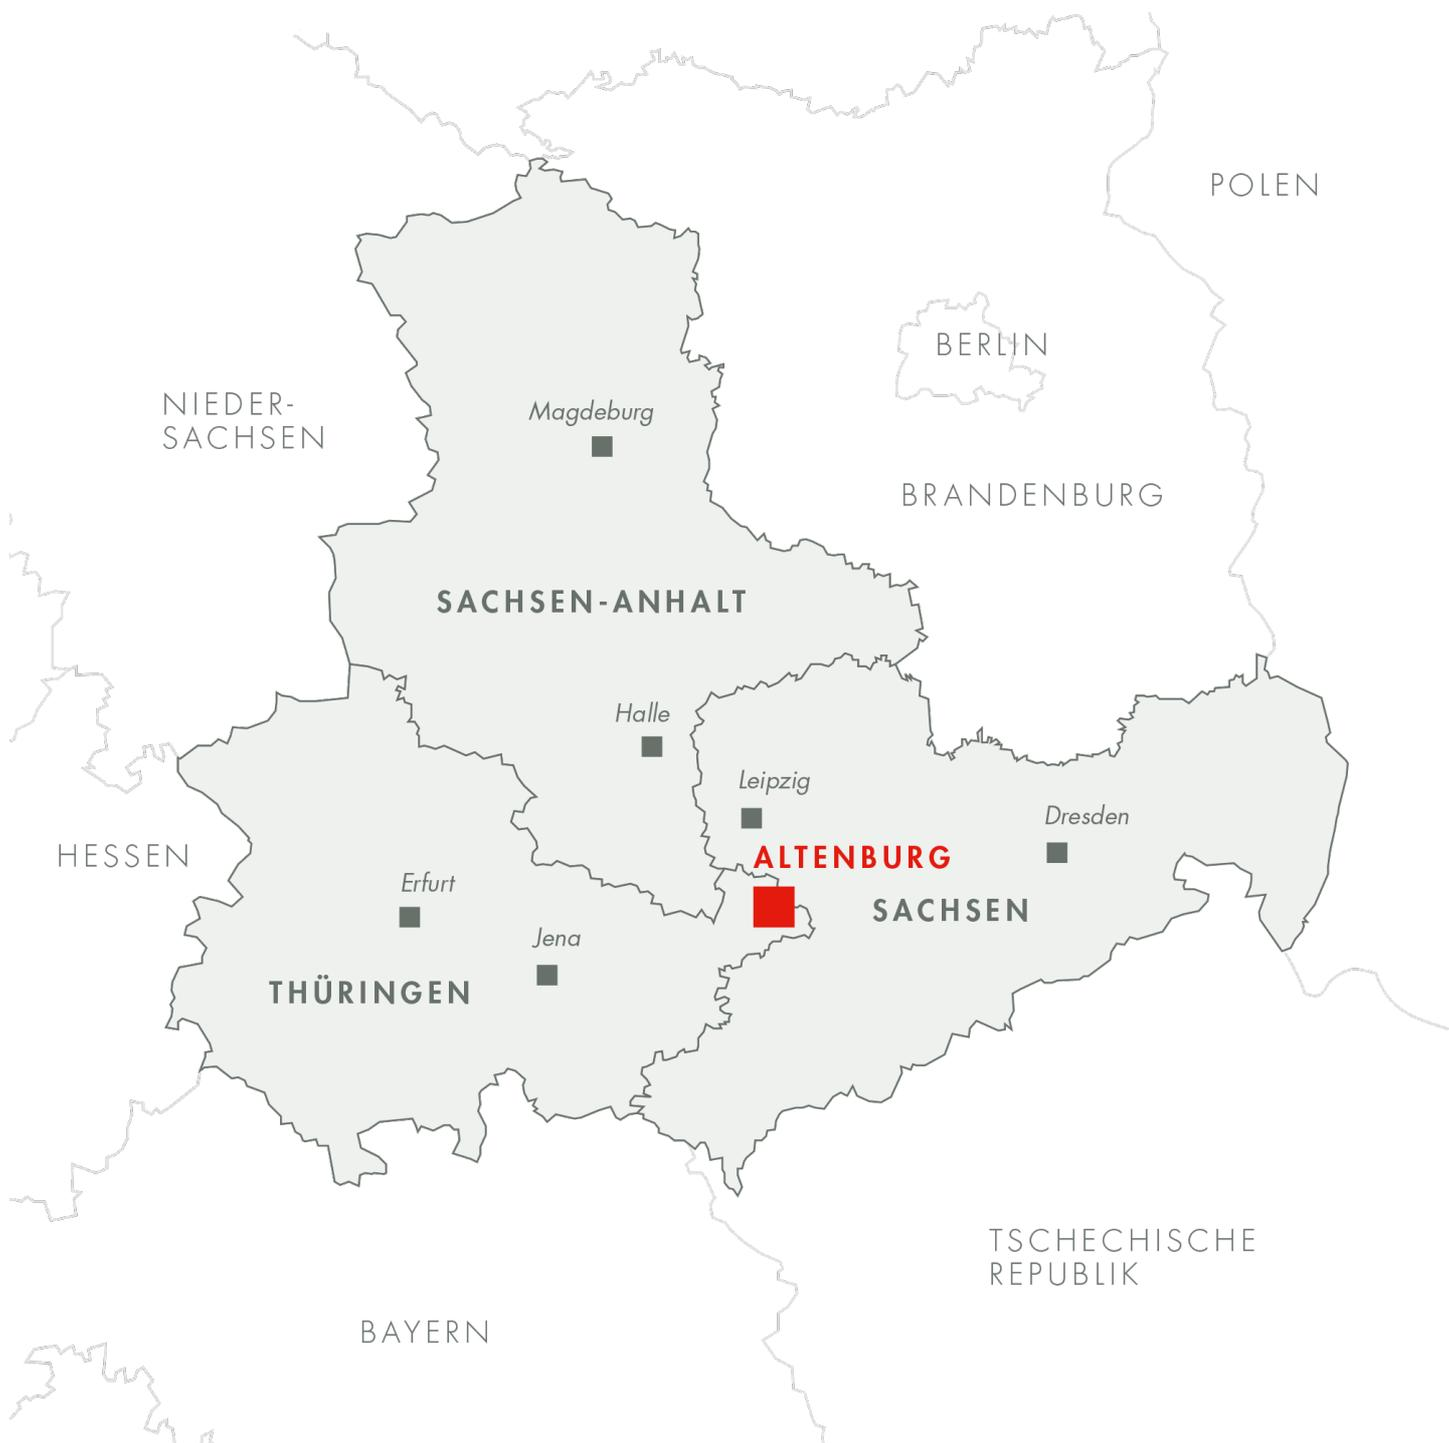 POLEN
BERLIN
NIEDER-
SACHSEN
Magdeburg
BRANDENBURG
SACHSEN-ANHALT
Halle
Leipzig
Dresden
HESSEN
ALTENBURG
Erfurt
SACHSEN
Jena
THÜRINGEN
TSCHECHISCHE
REPUBLIK
BAYERN